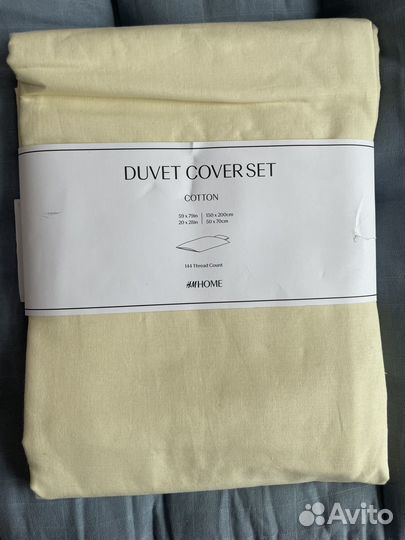 DUVET COVER SET
COTTON
59 x 79in | 150 x 200cm
20 x 28in | 50 x 70cm
144 Thread Count
H&M HOME
Avito